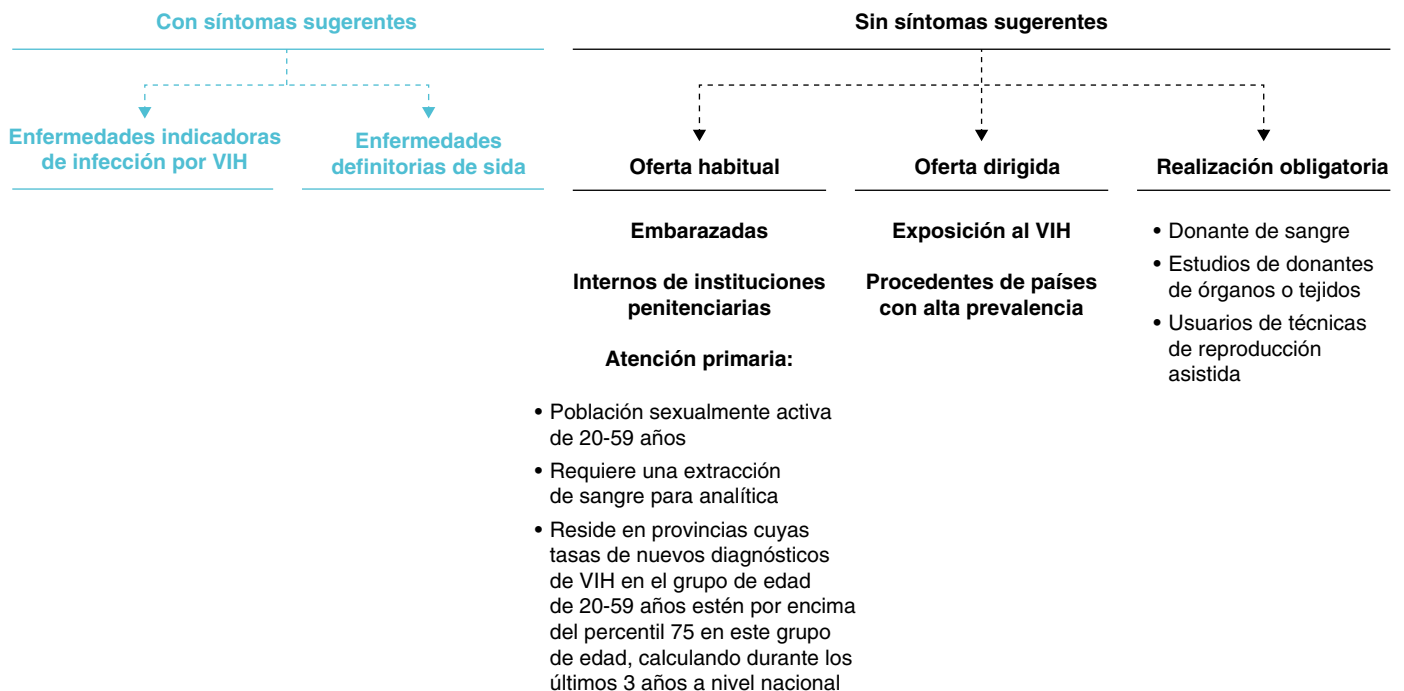 Con síntomas sugerentes
Sin síntomas sugerentes
Enfermedades indicadoras
de infección por VIH
Enfermedades
definitorias de sida
Oferta habitual
Oferta dirigida
Realización obligatoria
Embarazadas
Internos de instituciones
penitenciarias
Atención primaria:
• Población sexualmente activa
de 20-59 años
• Requiere una extracción
de sangre para analítica
• Reside en provincias cuyas
tasas de nuevos diagnósticos
de VIH en el grupo de edad
de 20-59 años estén por encima
del percentil 75 en este grupo
de edad, calculando durante los
últimos 3 años a nivel nacional
Exposición al VIH
Procedentes de países
con alta prevalencia
• Donante de sangre
• Estudios de donantes
de órganos o tejidos
• Usuarios de técnicas
de reproducción
asistida